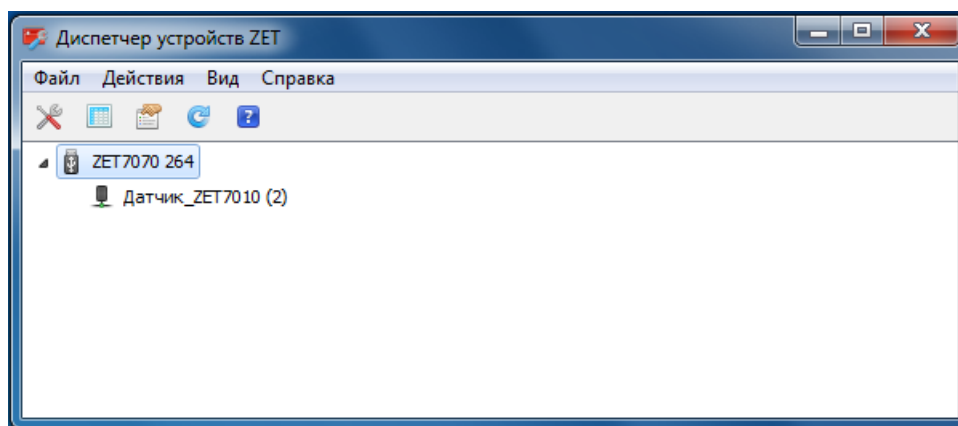 Диспетчер устройств ZET
Файл Действия Вид Справка
ZET7070 264
Датчик_ZET7010 (2)